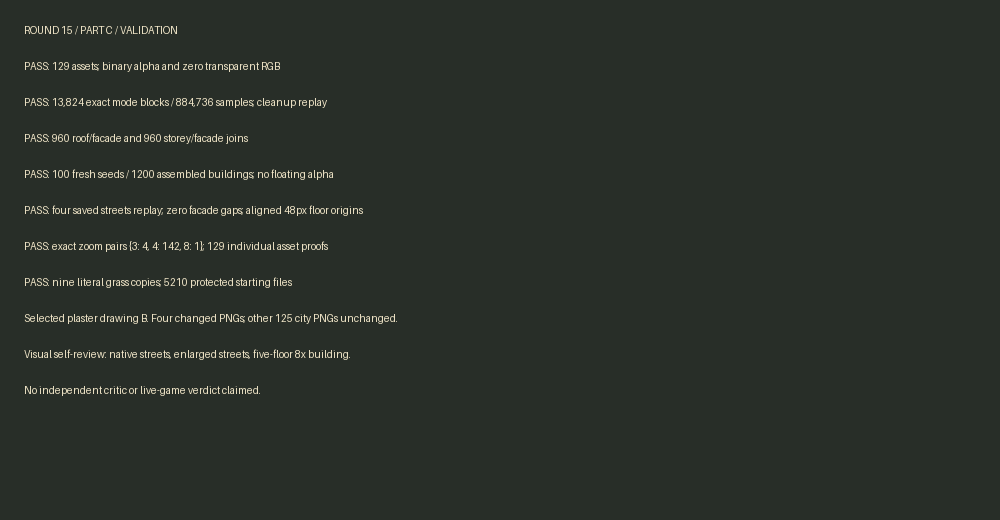 ROUND 15 / PART C / VALIDATION
PASS: 129 assets; binary alpha and zero transparent RGB
PASS: 13,824 exact mode blocks / 884,736 samples; cleanup replay
PASS: 960 roof/facade and 960 storey/facade joins
PASS: 100 fresh seeds / 1200 assembled buildings; no floating alpha
PASS: four saved streets replay; zero facade gaps; aligned 48px floor origins
PASS: exact zoom pairs {3: 4, 4: 142, 8: 1}; 129 individual asset proofs
PASS: nine literal grass copies; 5210 protected starting files
Selected plaster drawing B. Four changed PNGs; other 125 city PNGs unchanged.
Visual self-review: native streets, enlarged streets, five-floor 8x building.
No independent critic or live-game verdict claimed.